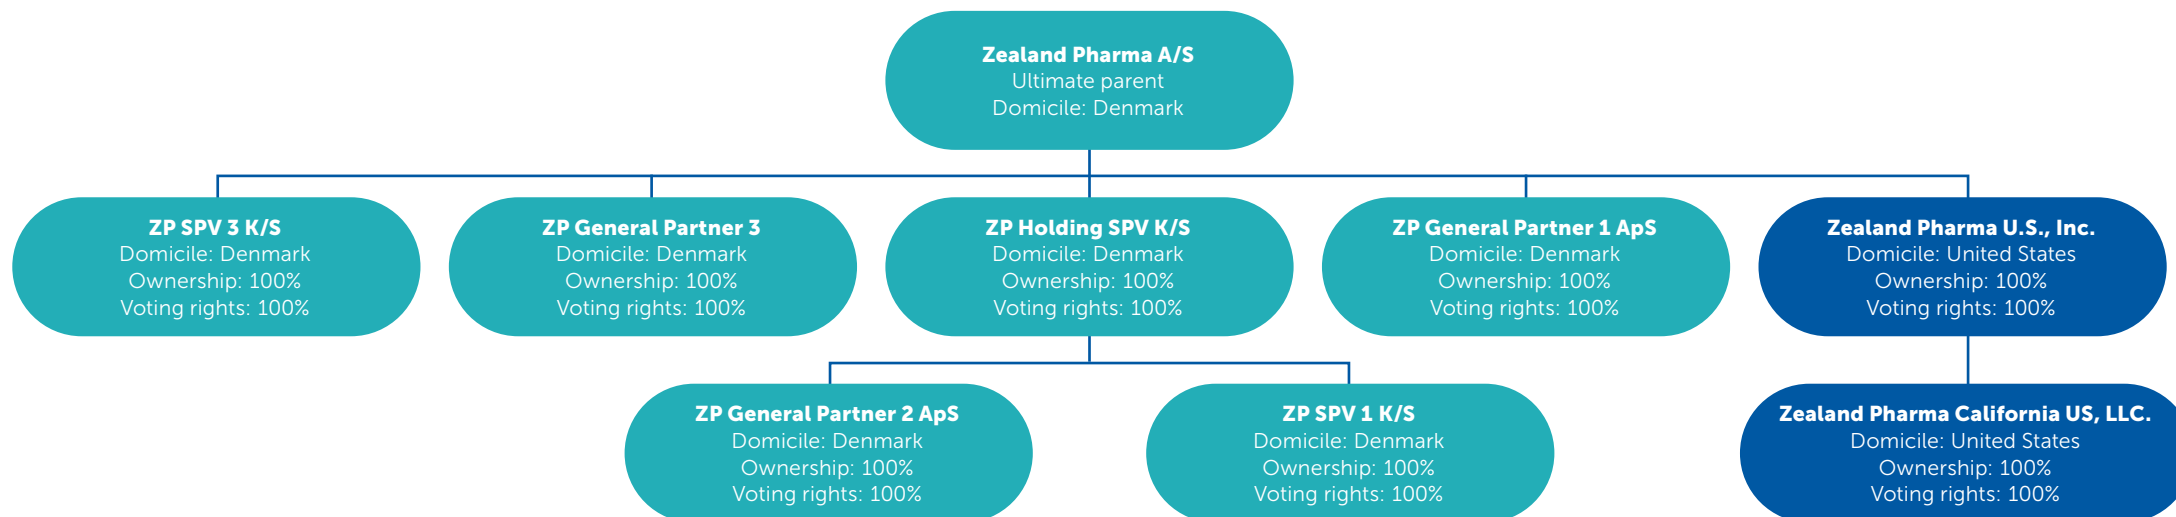 Zealand Pharma A/S
Ultimate parent
Domicile: Denmark
ZP SPV 3 K/S
Domicile: Denmark
Ownership: 100%
Voting rights: 100%
ZP General Partner 3
Domicile: Denmark
Ownership: 100%
Voting rights: 100%
ZP Holding SPV K/S
Domicile: Denmark
Ownership: 100%
Voting rights: 100%
ZP General Partner 1 ApS
Domicile: Denmark
Ownership: 100%
Voting rights: 100%
Zealand Pharma U.S., Inc.
Domicile: United States
Ownership: 100%
Voting rights: 100%
ZP General Partner 2 ApS
Domicile: Denmark
Ownership: 100%
Voting rights: 100%
ZP SPV 1 K/S
Domicile: Denmark
Ownership: 100%
Voting rights: 100%
Zealand Pharma California US, LLC.
Domicile: United States
Ownership: 100%
Voting rights: 100%